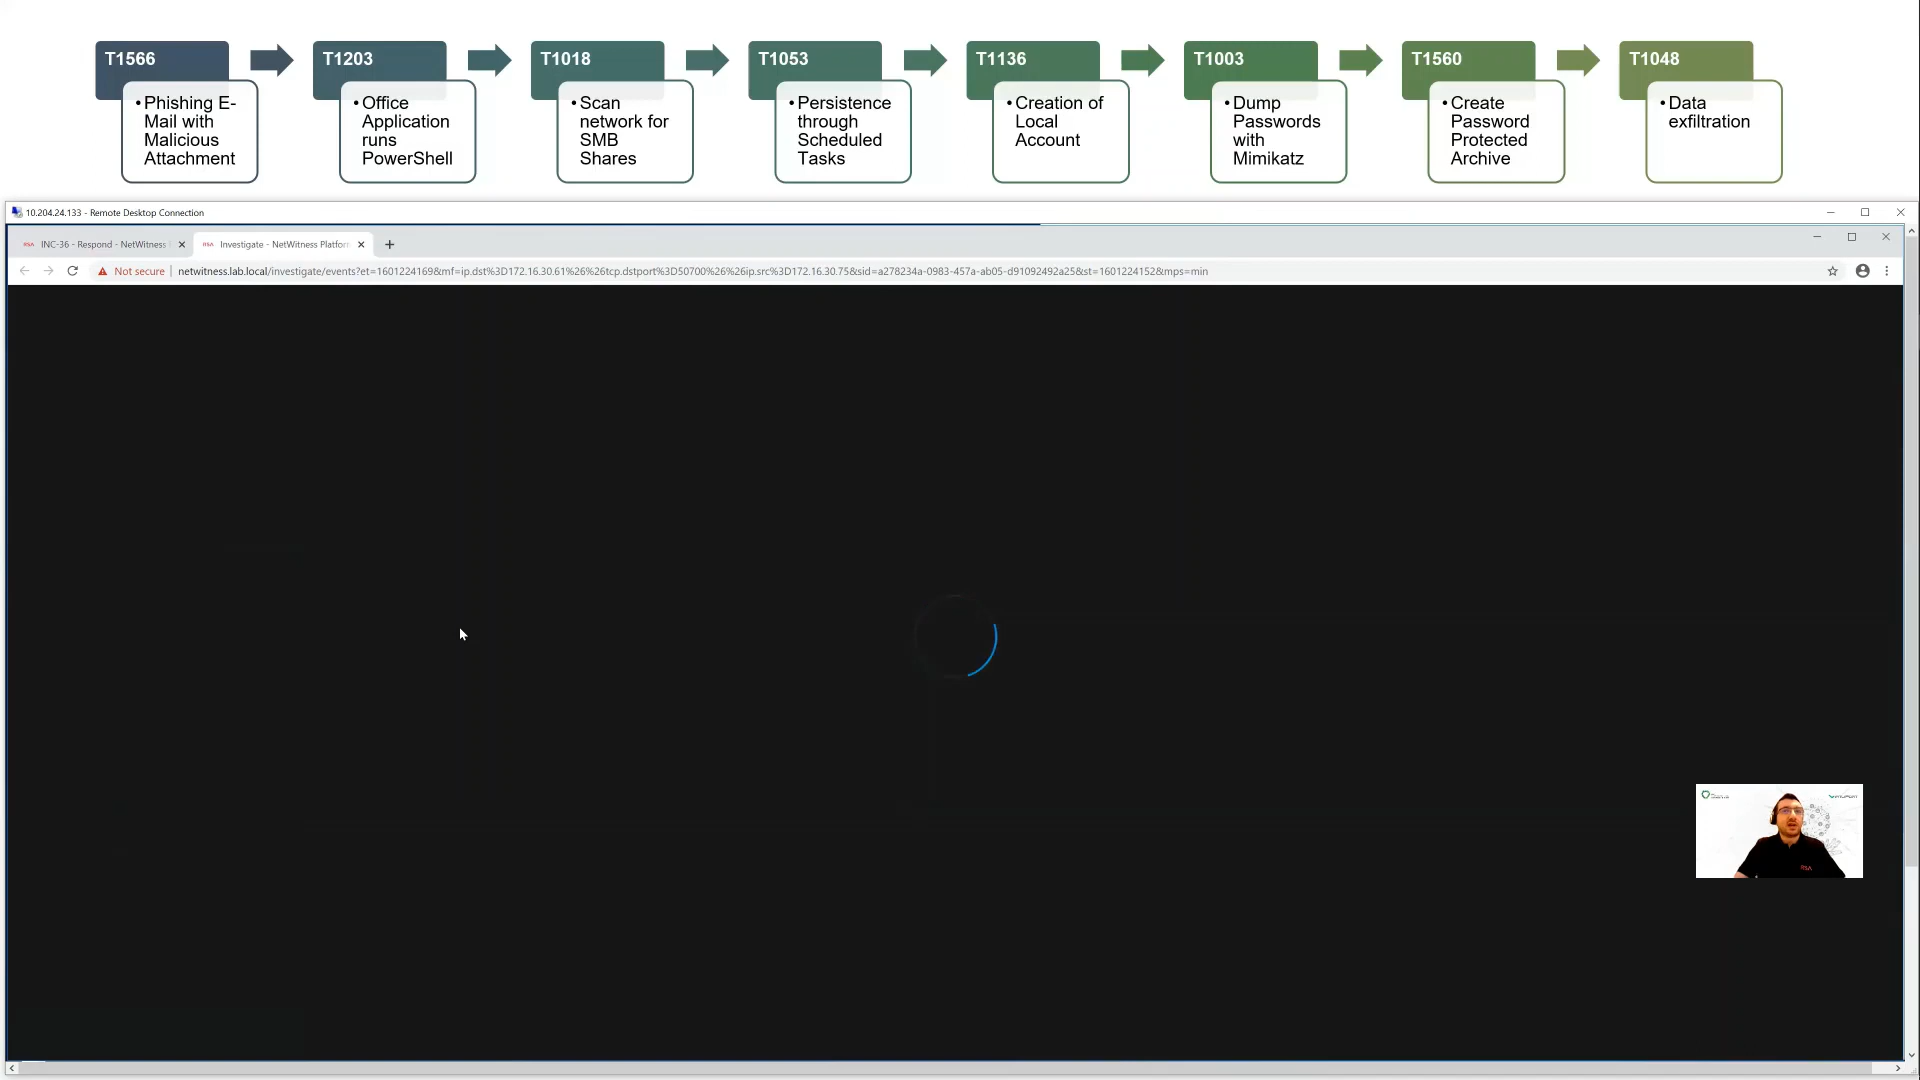 T1566
T1203
T1018
T1053
T1136
T1003
T1560
T1048
•Phishing E-
Mail with
Malicious
Attachment
•Office
Application
runs
PowerShell
•Scan
network for
SMB
Shares
•Persistence
through
Scheduled
Tasks
•Creation of
Local
Account
•Dump
Passwords
with
Mimikatz
•Create
Password
Protected
Archive
•Data
exfiltration
10.204.24.133 - Remote Desktop Connection
RSA INC-36 - Respond - NetWitness
RSA Investigate - NetWitness Platfor
Not secure netwitness.lab.local/investigate/events?et=1601224169&mf=ip.dst%3D172.16.30.61%26%26tcp.dstport%3D50700%26%26ip.src%3D172.16.30.75&sid=a278234a-0983-457a-ab05-d91092492a25&st=1601224152&mps=min
RSA